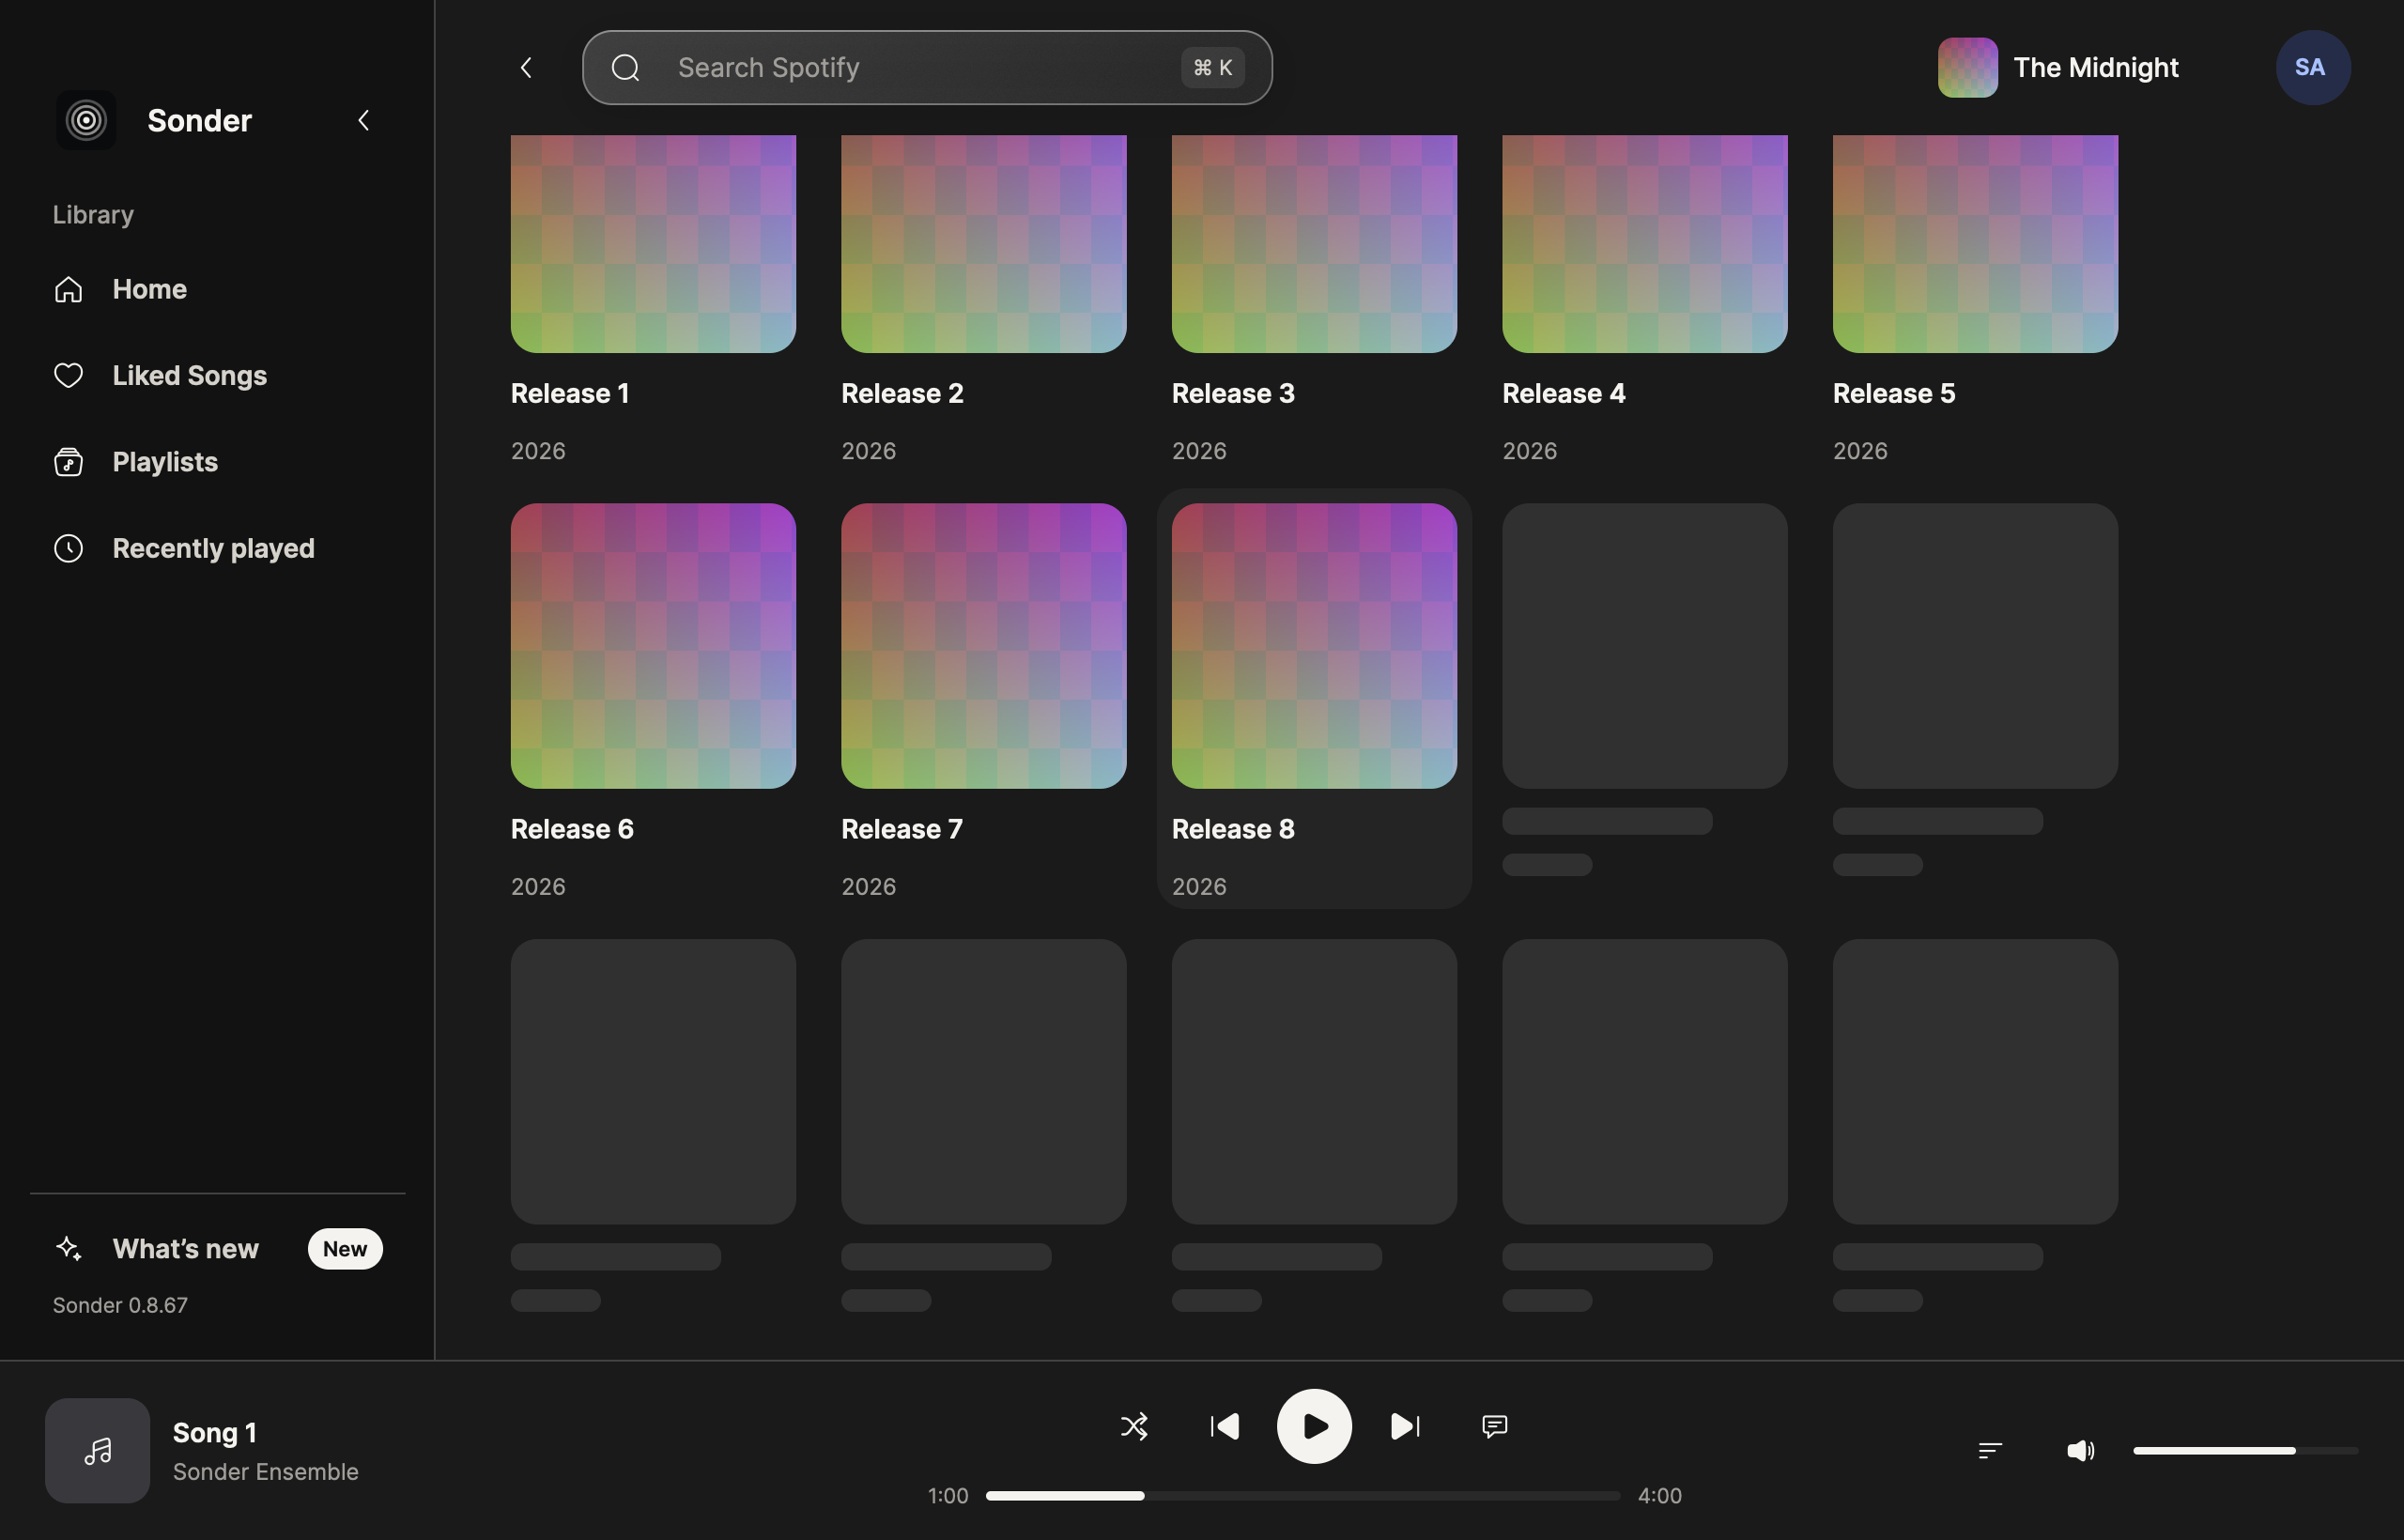 Search Spotify
⌘ K
The Midnight
SA
Sonder
Library
Home
Liked Songs
Playlists
Recently played
Release 1
Release 2
Release 3
Release 4
Release 5
2026
2026
2026
2026
2026
Release 6
Release 7
Release 8
2026
2026
2026
What’s new
New
Sonder 0.8.67
Song 1
Sonder Ensemble
1:00
4:00